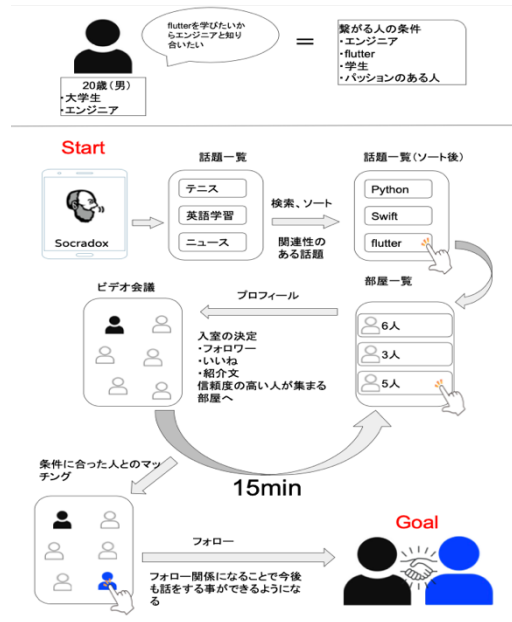 flutterを学びたいか
らエンジニアと知り
合いたい
20歳(男)
・大学生
・エンジニア
=
繋がる人の条件
・エンジニア
・flutter
・学生
・パッションのある人
Start
Socradox
話題一覧
テニス
英語学習
ニュース
検索、ソート
関連性の
ある話題
話題一覧(ソート後)
Python
Swift
flutter
部屋一覧
6人
3人
5人
プロフィール
入室の決定
・フォロワー
・いいね
・紹介文
信頼度の高い人が集まる
部屋へ
ビデオ会議
15min
条件に合った人とのマッ
チング
フォロー
フォロー関係になることで今後
も話をする事ができるようにな
る
Goal